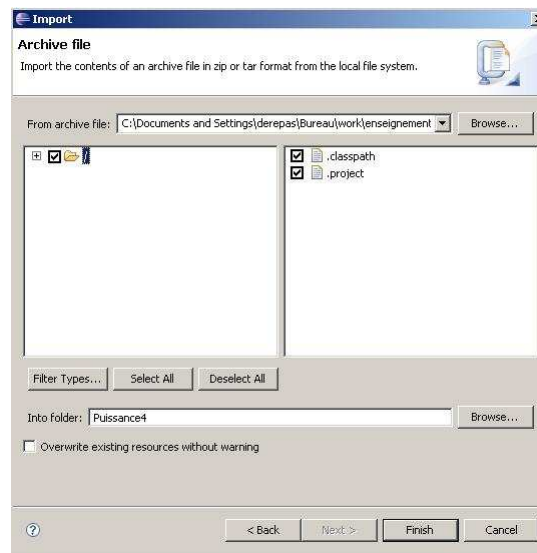 Import
Archive file
Import the contents of an archive file in zip or tar format from the local file system.
From archive file: C:\Documents and Settings\derepas\Bureau\work\enseignement Browse...
/
.classpath
.project
Filter Types... Select All Deselect All
Into folder: Puissance4 Browse...
Overwrite existing resources without warning
? < Back Next > Finish Cancel